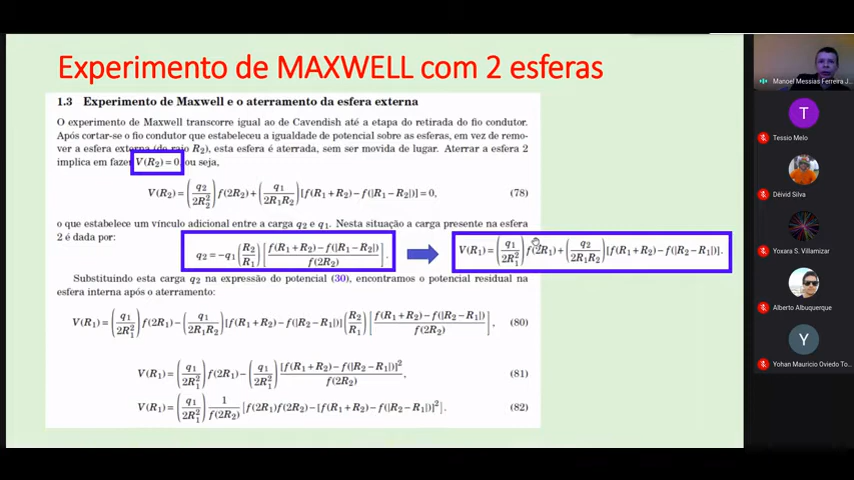 Experimento de MAXWELL com 2 esferas
1.3 Experimento de Maxwell e o aterramento da esfera externa
O experimento de Maxwell transcorre igual ao de Cavendish até a etapa de retirada do fio condutor.
Após cortar-se o fio condutor que estabeleceu a igualdade de potencial sobre as esferas, em vez de remo-
ver a esfera externa (de raio R₂), esta esfera é aterrada, sem ser movida de lugar. Aterrar a esfera 2
implica em fazer V(R₂) = 0, ou seja,
V(R₂) = (q₂/2R₂²) f(2R₂) + (q₁/2R₁R₂) [f(R₁+R₂) − f(|R₁−R₂|)] = 0, (78)
o que estabelece um vínculo adicional entre a carga q₂ e q₁. Nesta situação a carga presente na esfera
2 é dada por:
q₂ = −q₁ (R₂/R₁) [f(R₁+R₂) − f(|R₁−R₂|)/f(2R₂)].
V(R₁) = (q₁/2R₁²) f(2R₁) + (q₂/2R₁R₂) [f(R₁+R₂) − f(|R₂−R₁|)].
Substituindo esta carga q₂ na expressão do potencial (30), encontramos o potencial residual na
esfera interna após o aterramento:
V(R₁) = (q₁/2R₁²) f(2R₁) − (q₁/2R₁R₂) [f(R₁+R₂) − f(|R₂−R₁|)] (R₂/R₁) [f(R₁+R₂) − f(|R₂−R₁|)/f(2R₂)], (80)
V(R₁) = (q₁/2R₁²) f(2R₁) − (q₁/2R₁²) [f(R₁+R₂) − f(|R₂−R₁|)]²/f(2R₂), (81)
V(R₁) = (q₁/2R₁²) 1/f(2R₂) [f(2R₁)f(2R₂) − [f(R₁+R₂) − f(|R₂−R₁|)]²]. (82)
Manoel Messias Ferreira J...
T
Tessio Melo
Déivid Silva
Yoxara S. Villamizar
Alberto Albuquerque
Y
Yohan Mauricio Oviedo To...